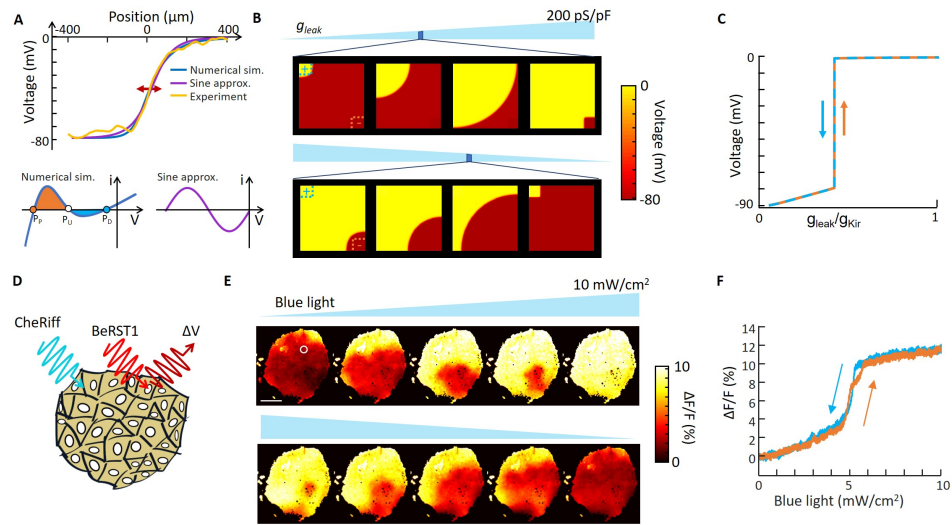 A
Position (μm)
-400
0
400
0
Voltage (mV)
-80
Numerical sim.
Sine approx.
Experiment
Numerical sim.
i
V
P_P
P_U
P_D
Sine approx.
i
V
B
g_leak
200 pS/pF
+
-
0
Voltage (mV)
-80
+
-
C
0
Voltage (mV)
-90
0
g_leak/g_Kir
1
D
CheRiff
BeRST1
ΔV
E
Blue light
10 mW/cm²
10
ΔF/F (%)
0
F
14
12
10
8
6
4
2
0
ΔF/F (%)
0
5
10
Blue light (mW/cm²)